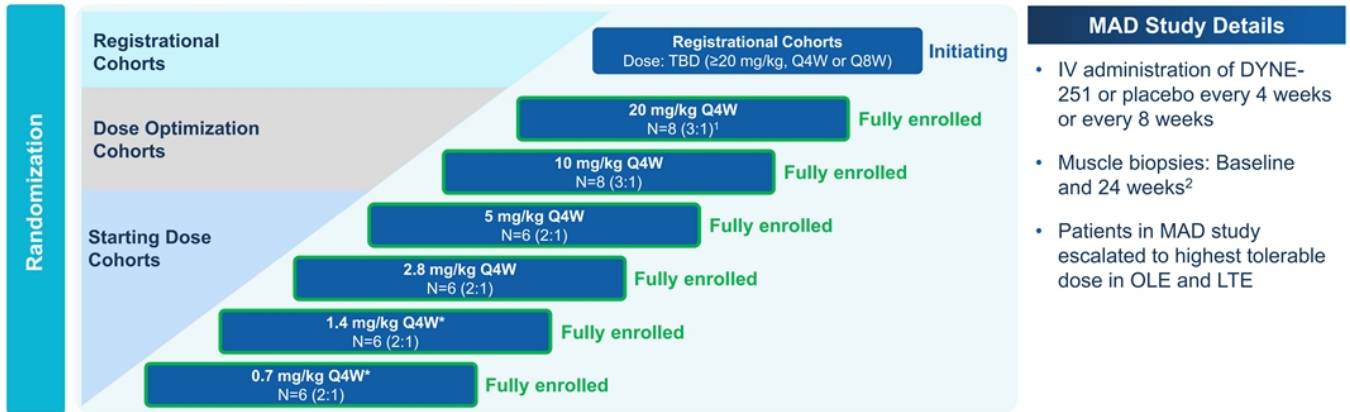 Randomization
Registrational
Cohorts
Registrational Cohorts
Dose: TBD (≥20 mg/kg, Q4W or Q8W)
Initiating
Dose Optimization
Cohorts
20 mg/kg Q4W
N=8 (3:1)¹
Fully enrolled
10 mg/kg Q4W
N=8 (3:1)
Fully enrolled
Starting Dose
Cohorts
5 mg/kg Q4W
N=6 (2:1)
Fully enrolled
2.8 mg/kg Q4W
N=6 (2:1)
Fully enrolled
1.4 mg/kg Q4W*
N=6 (2:1)
Fully enrolled
0.7 mg/kg Q4W*
N=6 (2:1)
Fully enrolled
MAD Study Details
• IV administration of DYNE-
251 or placebo every 4 weeks
or every 8 weeks
• Muscle biopsies: Baseline
and 24 weeks²
• Patients in MAD study
escalated to highest tolerable
dose in OLE and LTE